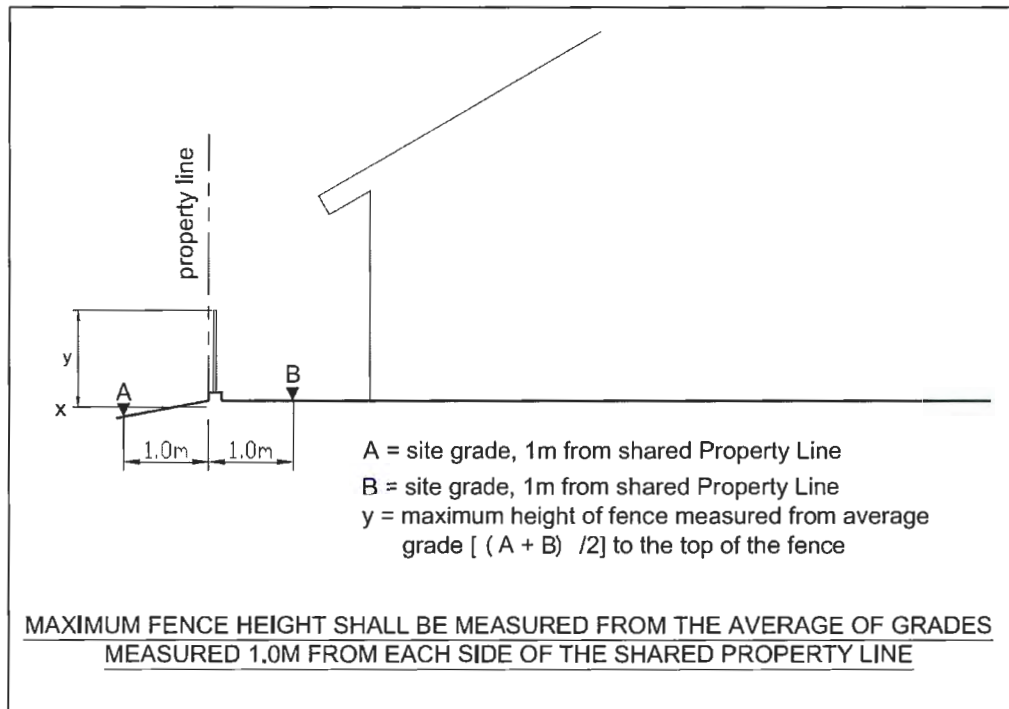 property line
y
A
B
x
1.0m
1.0m
A = site grade, 1m from shared Property Line
B = site grade, 1m from shared Property Line
y = maximum height of fence measured from average
grade [ ( A + B) /2] to the top of the fence
MAXIMUM FENCE HEIGHT SHALL BE MEASURED FROM THE AVERAGE OF GRADES
MEASURED 1.0M FROM EACH SIDE OF THE SHARED PROPERTY LINE